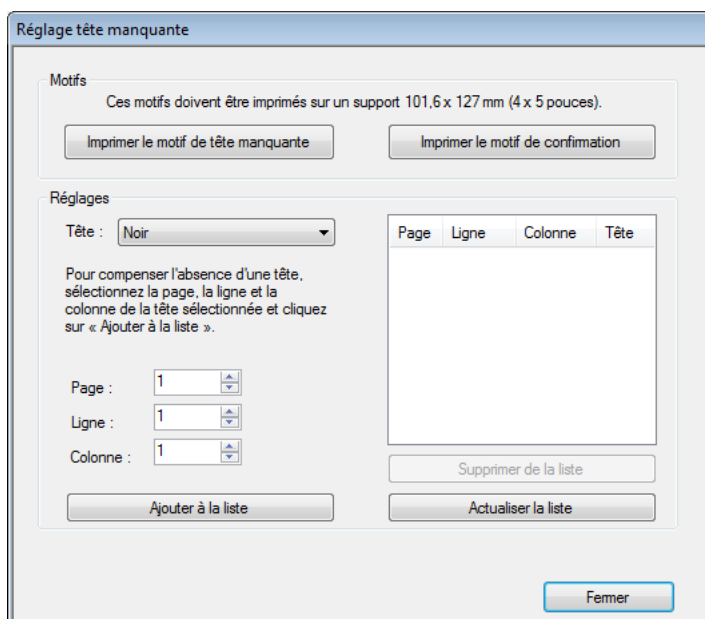 Réglage tête manquante
Motifs
Ces motifs doivent être imprimés sur un support 101,6 x 127 mm (4 x 5 pouces).
Imprimer le motif de tête manquante
Imprimer le motif de confirmation
Réglages
Tête : Noir
Pour compenser l'absence d'une tête,
sélectionnez la page, la ligne et la
colonne de la tête sélectionnée et cliquez
sur « Ajouter à la liste ».
Page : 1
Ligne : 1
Colonne : 1
Ajouter à la liste
Page Ligne Colonne Tête
Supprimer de la liste
Actualiser la liste
Fermer